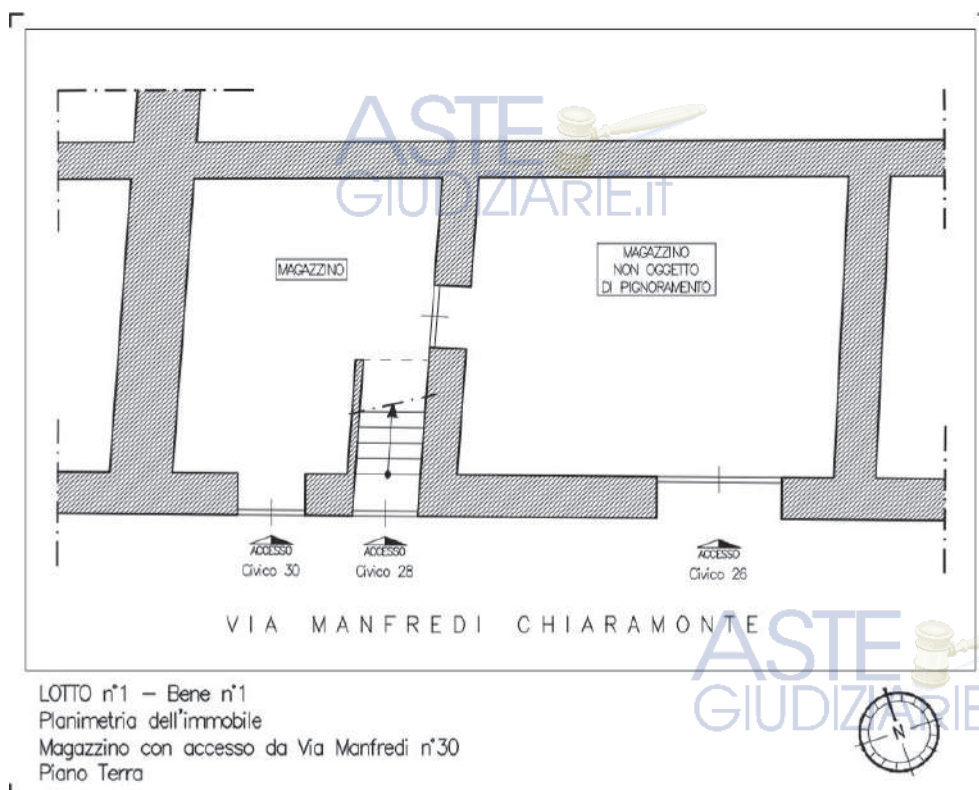 ASTE
GIUDIZIARIE.it
MAGAZZINO
MAGAZZINO
NON OGGETTO
DI PIGNORAMENTO
ACCESSO
Civico 30
ACCESSO
Civico 28
ACCESSO
Civico 26
VIA MANFREDI CHIARAMONTE
ASTE
GIUDIZIARIE
LOTTO n°1 – Bene n°1
Planimetria dell'immobile
Magazzino con accesso da Via Manfredi n°30
Piano Terra
N